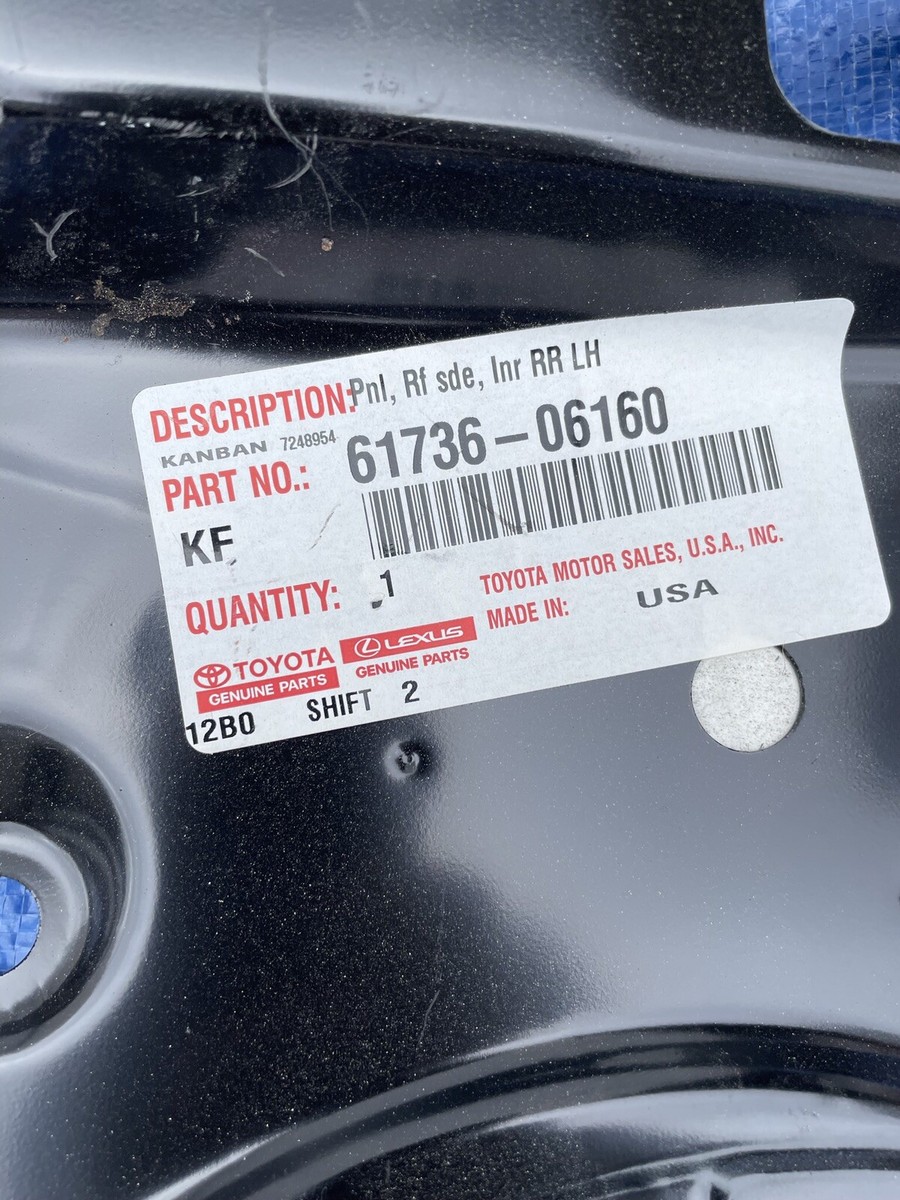 DESCRIPTION: Pnl, Rf sde, Inr RR LH
KANBAN 7248954
PART NO.: 61736-06160
KF
QUANTITY: 1
TOYOTA MOTOR SALES, U.S.A., INC.
MADE IN: USA
TOYOTA
GENUINE PARTS
LEXUS
GENUINE PARTS
12B0 SHIFT 2